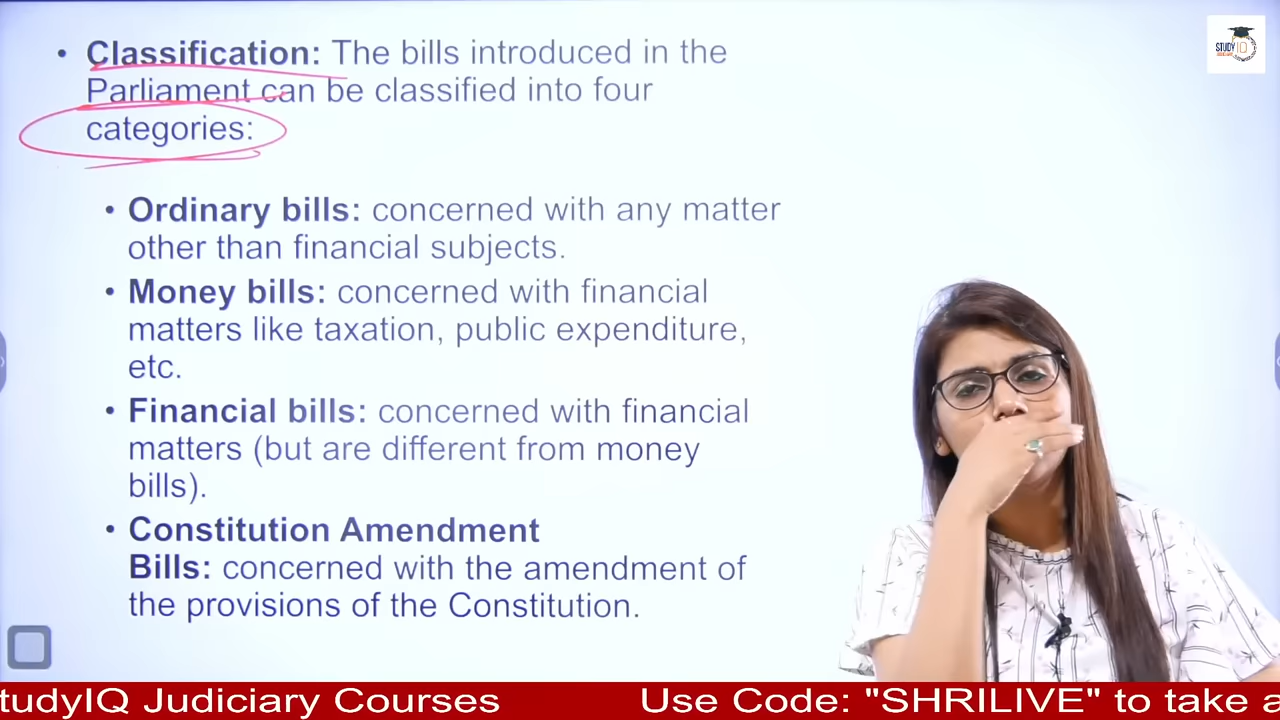 • Classification: The bills introduced in the
Parliament can be classified into four
categories:
STUDY IQ
• Ordinary bills: concerned with any matter
other than financial subjects.
• Money bills: concerned with financial
matters like taxation, public expenditure,
etc.
• Financial bills: concerned with financial
matters (but are different from money
bills).
• Constitution Amendment
Bills: concerned with the amendment of
the provisions of the Constitution.
tudyIQ Judiciary Courses Use Code: "SHRILIVE" to take a